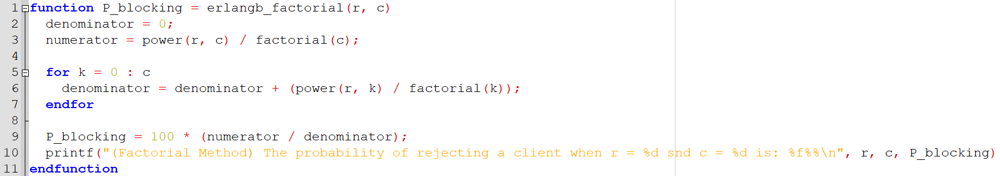 1 function P_blocking = erlangb_factorial(r, c)
2   denominator = 0;
3   numerator = power(r, c) / factorial(c);
4
5   for k = 0 : c
6     denominator = denominator + (power(r, k) / factorial(k));
7   endfor
8
9   P_blocking = 100 * (numerator / denominator);
10   printf("(Factorial Method) The probability of rejecting a client when r = %d snd c = %d is: %f%%\n", r, c, P_blocking)
11 endfunction